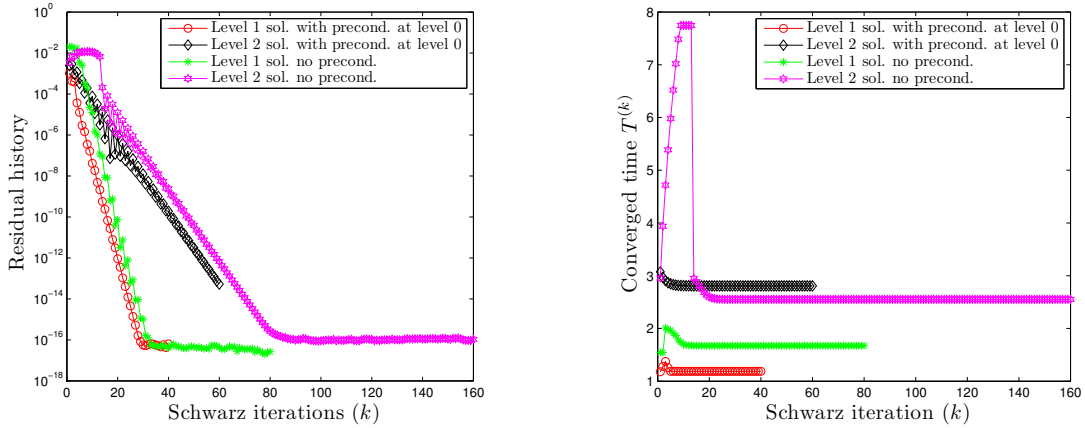 Level 1 sol. with precond. at level 0
Level 2 sol. with precond. at level 0
Level 1 sol. no precond.
Level 2 sol. no precond.
Residual history
10^0
10^-2
10^-4
10^-6
10^-8
10^-10
10^-12
10^-14
10^-16
10^-18
0 20 40 60 80 100 120 140 160
Schwarz iterations (k)
Level 1 sol. with precond. at level 0
Level 2 sol. with precond. at level 0
Level 1 sol. no precond.
Level 2 sol. no precond.
Converged time T^(k)
8
7
6
5
4
3
2
1
0 20 40 60 80 100 120 140 160
Schwarz iteration (k)